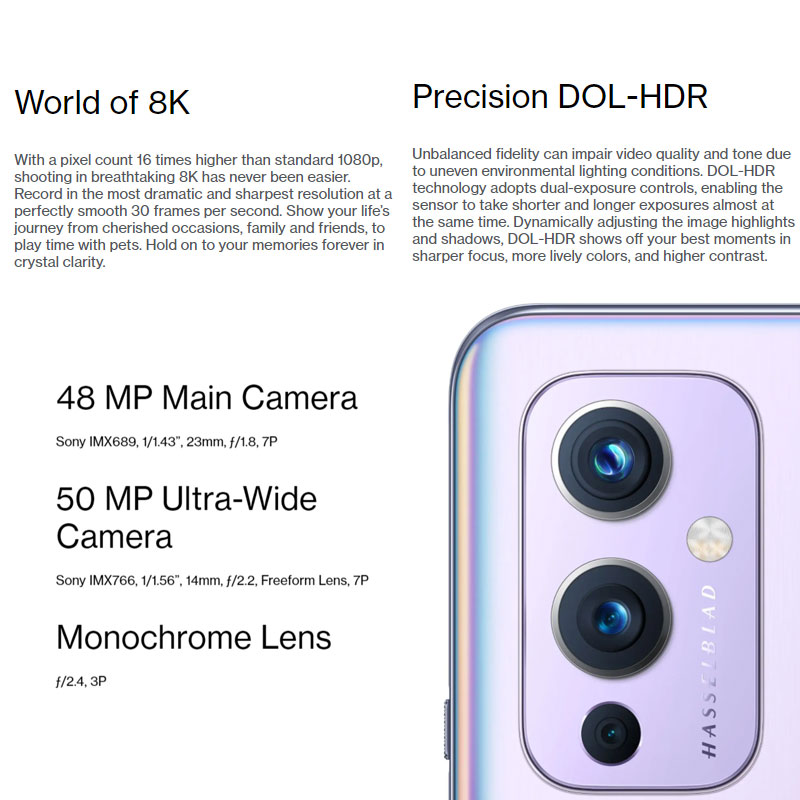 World of 8K
With a pixel count 16 times higher than standard 1080p,
shooting in breathtaking 8K has never been easier.
Record in the most dramatic and sharpest resolution at a
perfectly smooth 30 frames per second. Show your life's
journey from cherished occasions, family and friends, to
play time with pets. Hold on to your memories forever in
crystal clarity.
Precision DOL-HDR
Unbalanced fidelity can impair video quality and tone due
to uneven environmental lighting conditions. DOL-HDR
technology adopts dual-exposure controls, enabling the
sensor to take shorter and longer exposures almost at
the same time. Dynamically adjusting the image highlights
and shadows, DOL-HDR shows off your best moments in
sharper focus, more lively colors, and higher contrast.
48 MP Main Camera
Sony IMX689, 1/1.43", 23mm, ƒ/1.8, 7P
50 MP Ultra-Wide
Camera
Sony IMX766, 1/1.56", 14mm, ƒ/2.2, Freeform Lens, 7P
Monochrome Lens
ƒ/2.4, 3P
HASSELBLAD